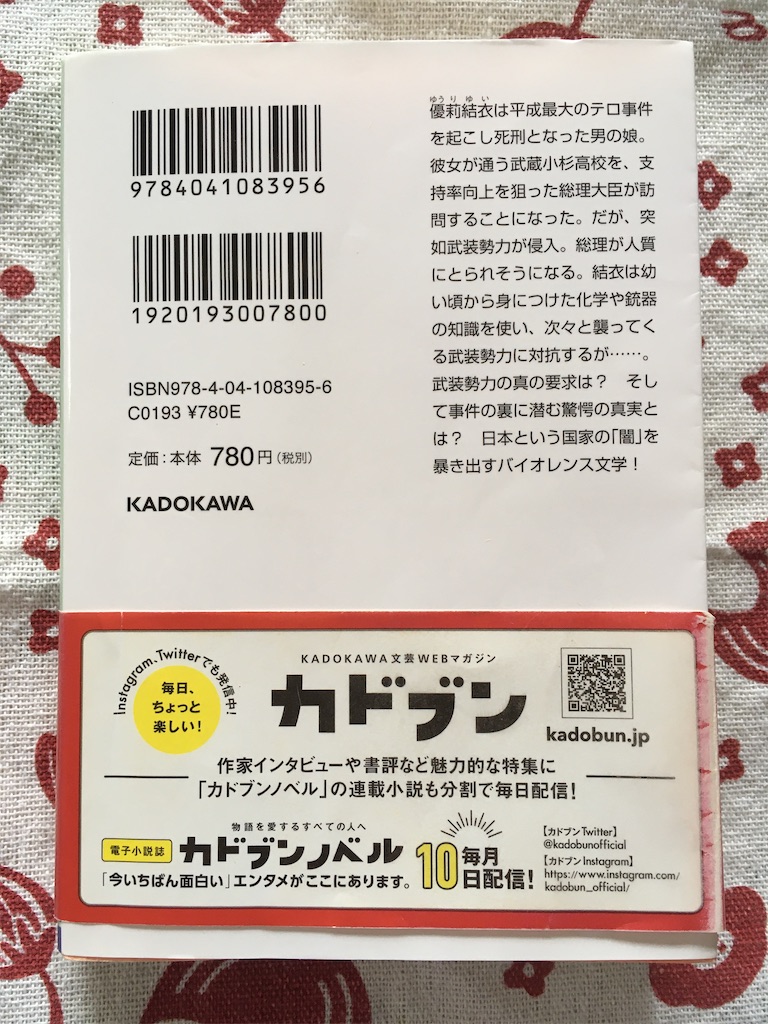 9784041083956
1920193007800
ISBN978-4-04-108395-6
C0193 ¥780E
定価：本体 780円（税別）
KADOKAWA
ゆうりゆい
優莉結衣は平成最大のテロ事件
を起こし死刑となった男の娘。
彼女が通う武蔵小杉高校を、支
持率向上を狙った総理大臣が訪
問することになった。だが、突
如武装勢力が侵入。総理が人質
にとられそうになる。結衣は幼
い頃から身につけた化学や銃器
の知識を使い、次々と襲ってく
る武装勢力に対抗するが……。
武装勢力の真の要求は？　そし
て事件の裏に潜む驚愕の真実と
は？　日本という国家の「闇」を
暴き出すバイオレンス文学！
Instagram、Twitterでも発信中！
毎日、
ちょっと
楽しい！
KADOKAWA文芸WEBマガジン
カドブン
kadobun.jp
作家インタビューや書評など魅力的な特集に
「カドブンノベル」の連載小説も分割で毎日配信！
物語を愛するすべての人へ
電子小説誌 カドブンノベル
「今いちばん面白い」エンタメがここにあります。
毎月
10日配信！
【カドブンTwitter】
@kadobunofficial
【カドブンInstagram】
https://www.instagram.com/
kadobun_official/